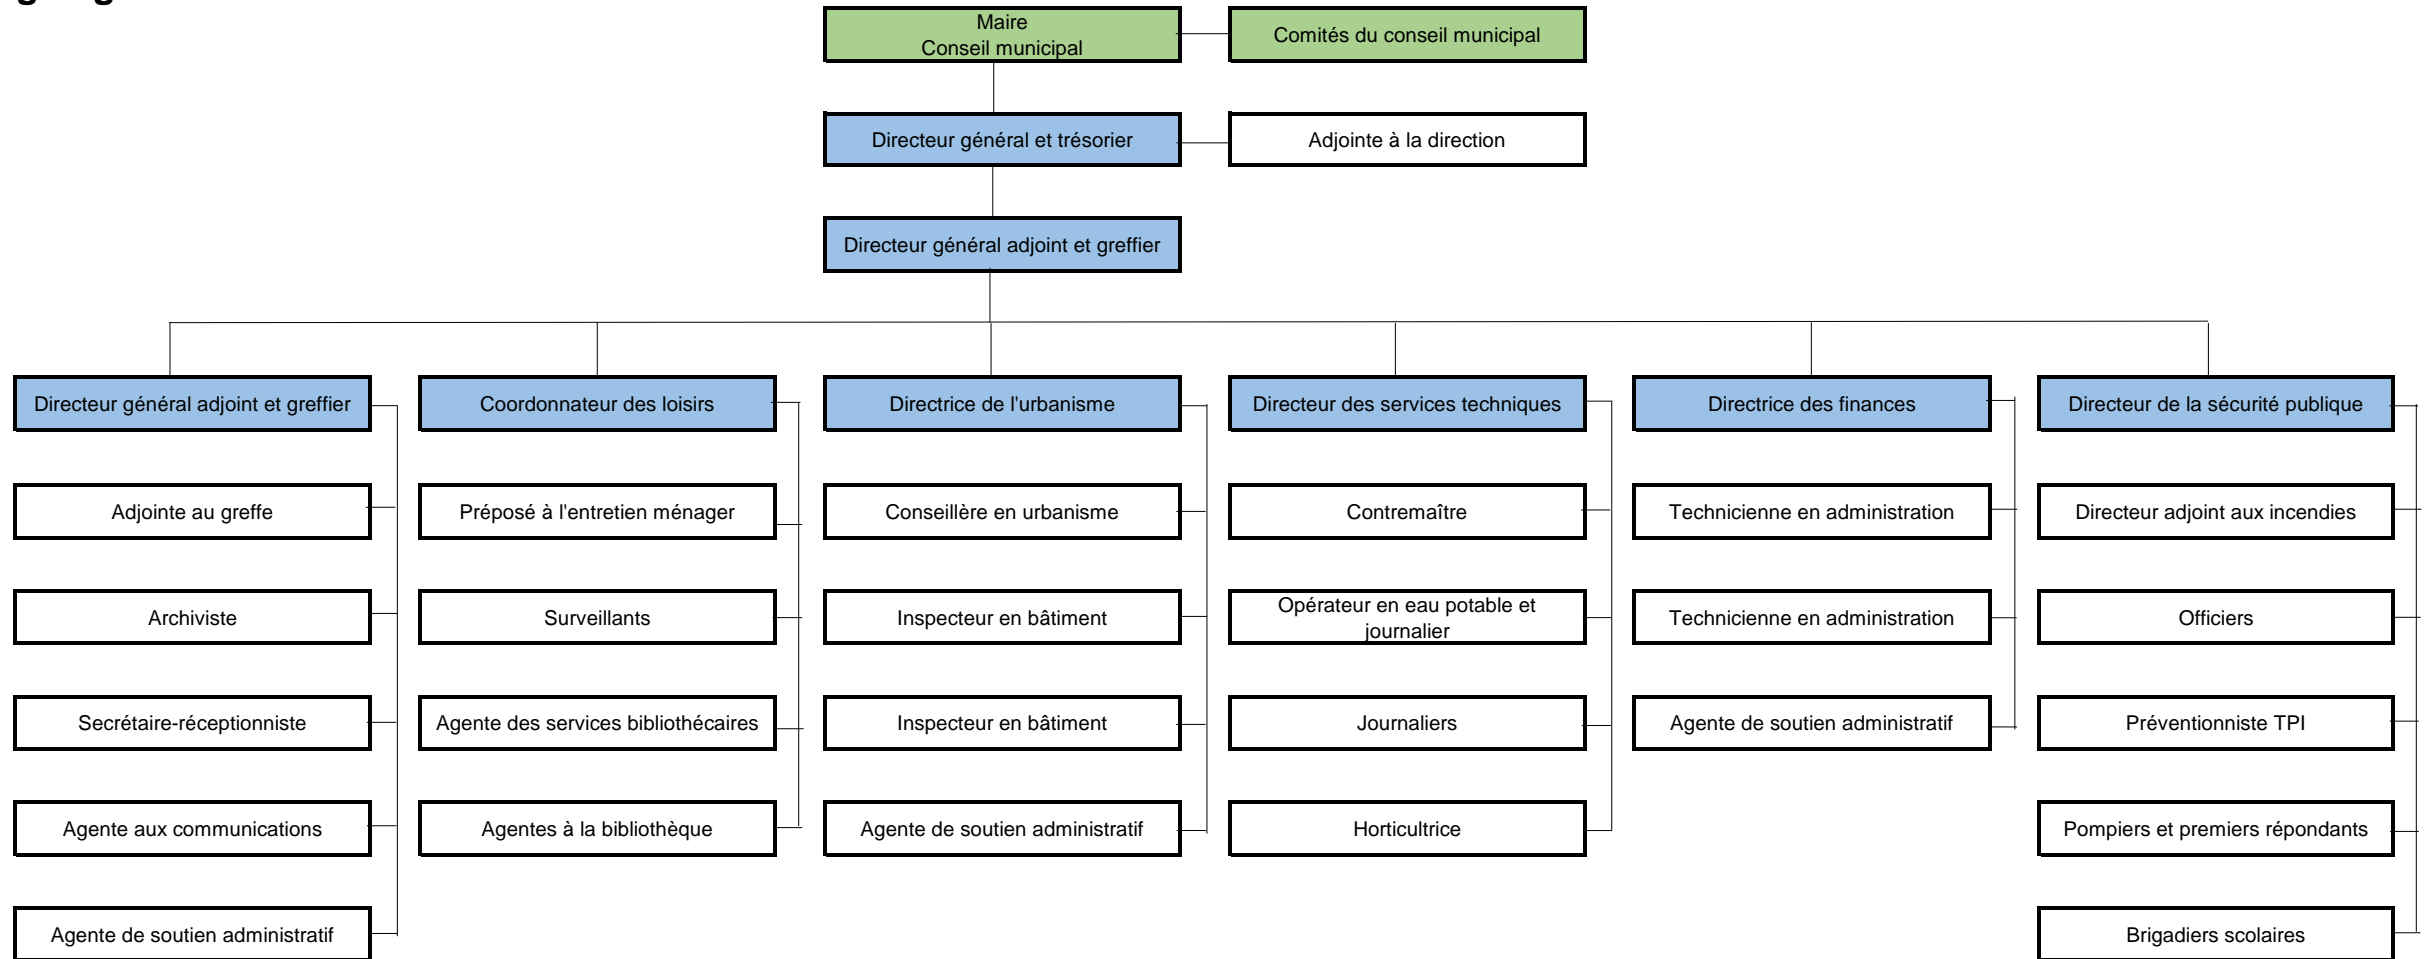 Maire
Conseil municipal
Comités du conseil municipal
Directeur général et trésorier
Adjointe à la direction
Directeur général adjoint et greffier
Directeur général adjoint et greffier
Coordonnateur des loisirs
Directrice de l'urbanisme
Directeur des services techniques
Directrice des finances
Directeur de la sécurité publique
Adjointe au greffe
Préposé à l'entretien ménager
Conseillère en urbanisme
Contremaître
Technicienne en administration
Directeur adjoint aux incendies
Archiviste
Surveillants
Inspecteur en bâtiment
Opérateur en eau potable et
journalier
Technicienne en administration
Officiers
Secrétaire-réceptionniste
Agente des services bibliothécaires
Inspecteur en bâtiment
Journaliers
Agente de soutien administratif
Préventionniste TPI
Agente aux communications
Agentes à la bibliothèque
Agente de soutien administratif
Horticultrice
Pompiers et premiers répondants
Agente de soutien administratif
Brigadiers scolaires